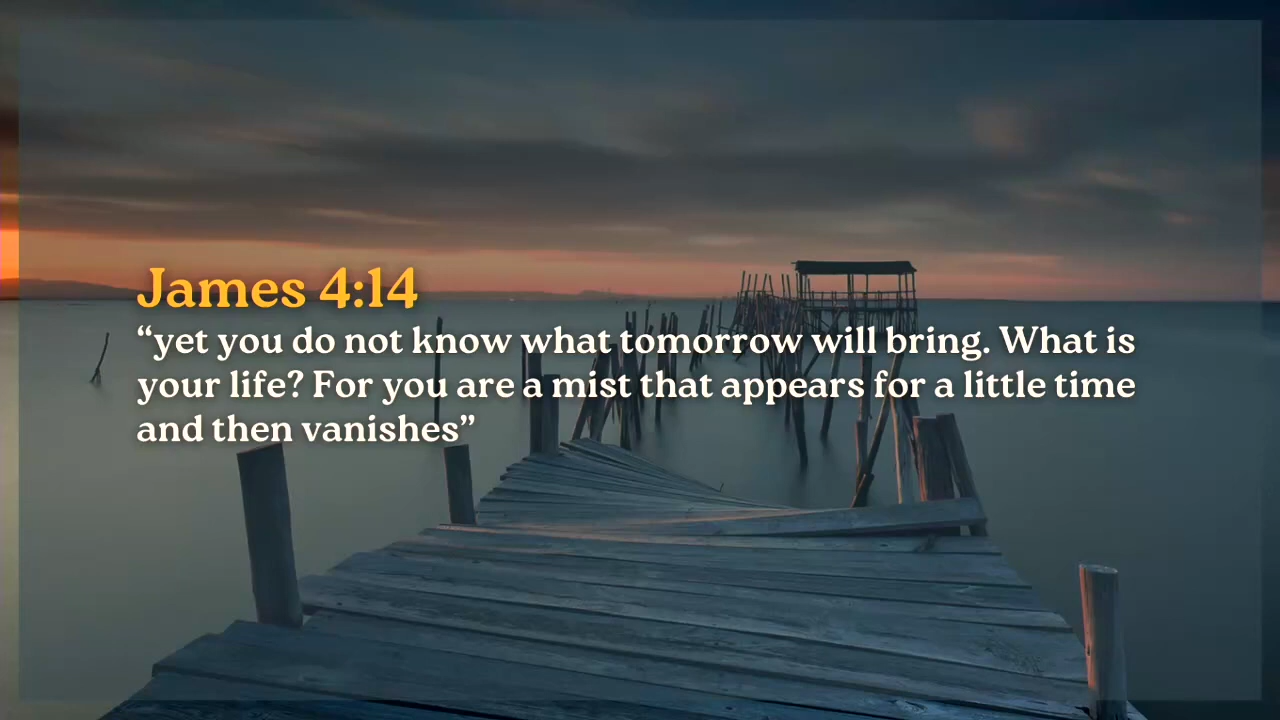 James 4:14
“yet you do not know what tomorrow will bring. What is
your life? For you are a mist that appears for a little time
and then vanishes”